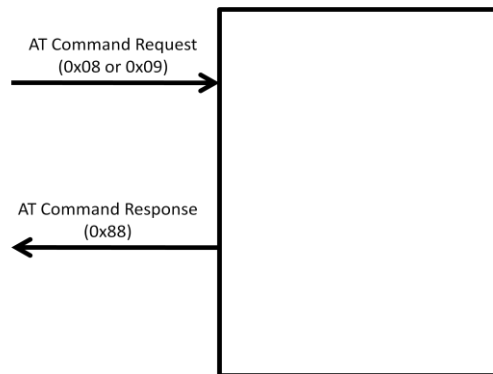 AT Command Request
(0x08 or 0x09)
AT Command Response
(0x88)